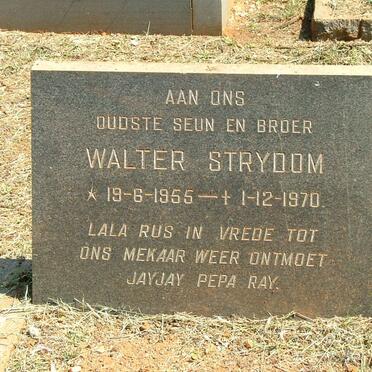 AAN ONS
OUDSTE SEUN EN BROER
WALTER STRYDOM
* 19-6-1955 — † 1-12-1970.
LALA RUS IN VREDE TOT
ONS MEKAAR WEER ONTMOET
JAYJAY PEPA RAY.